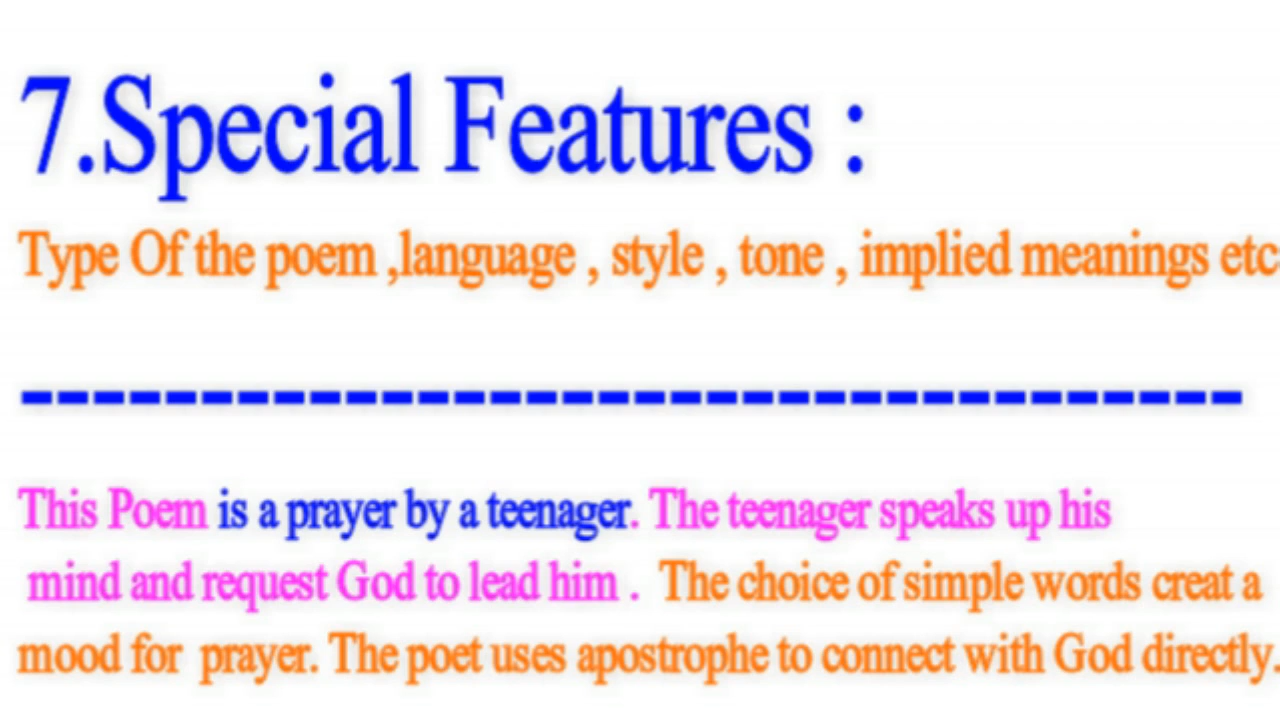 7.Special Features :
Type Of the poem ,language , style , tone , implied meanings etc
------------------------------------
This Poem is a prayer by a teenager. The teenager speaks up his
mind and request God to lead him . The choice of simple words creat a
mood for prayer. The poet uses apostrophe to connect with God directly.